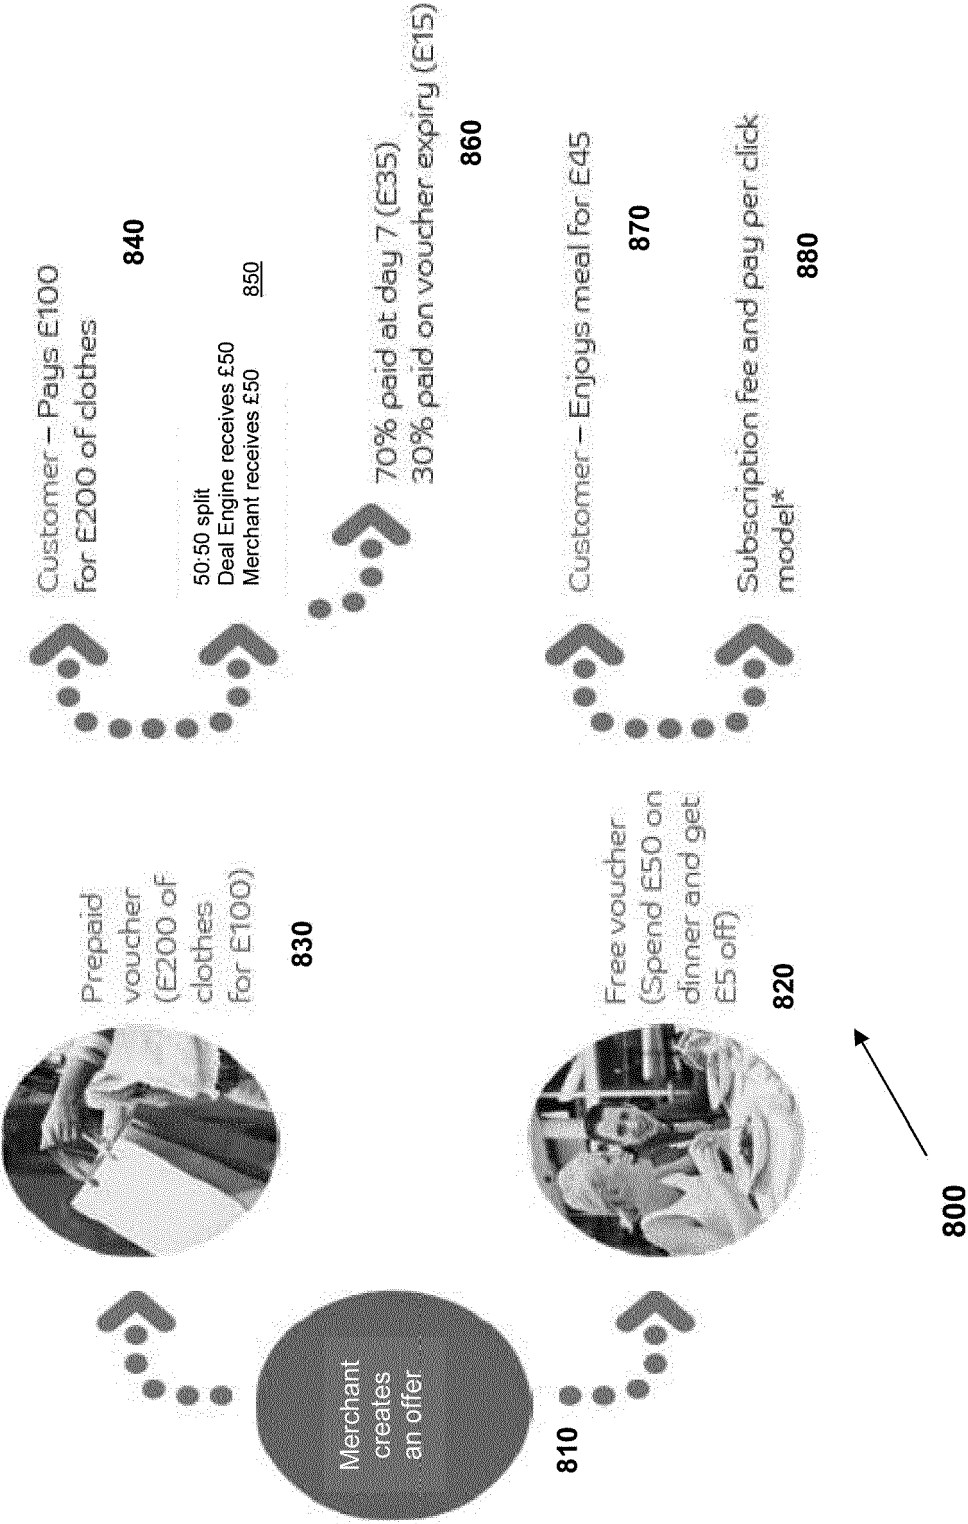 Merchant
creates
an offer
810
Prepaid
voucher
(£200 of
clothes
for £100)
830
Customer – Pays £100
for £200 of clothes
840
50:50 split
Deal Engine receives £50
Merchant receives £50
850
70% paid at day 7 (£35)
30% paid on voucher expiry (£15)
860
Free voucher
(Spend £50 on
dinner and get
£5 off)
820
Customer – Enjoys meal for £45
870
Subscription fee and pay per click
model*
880
800